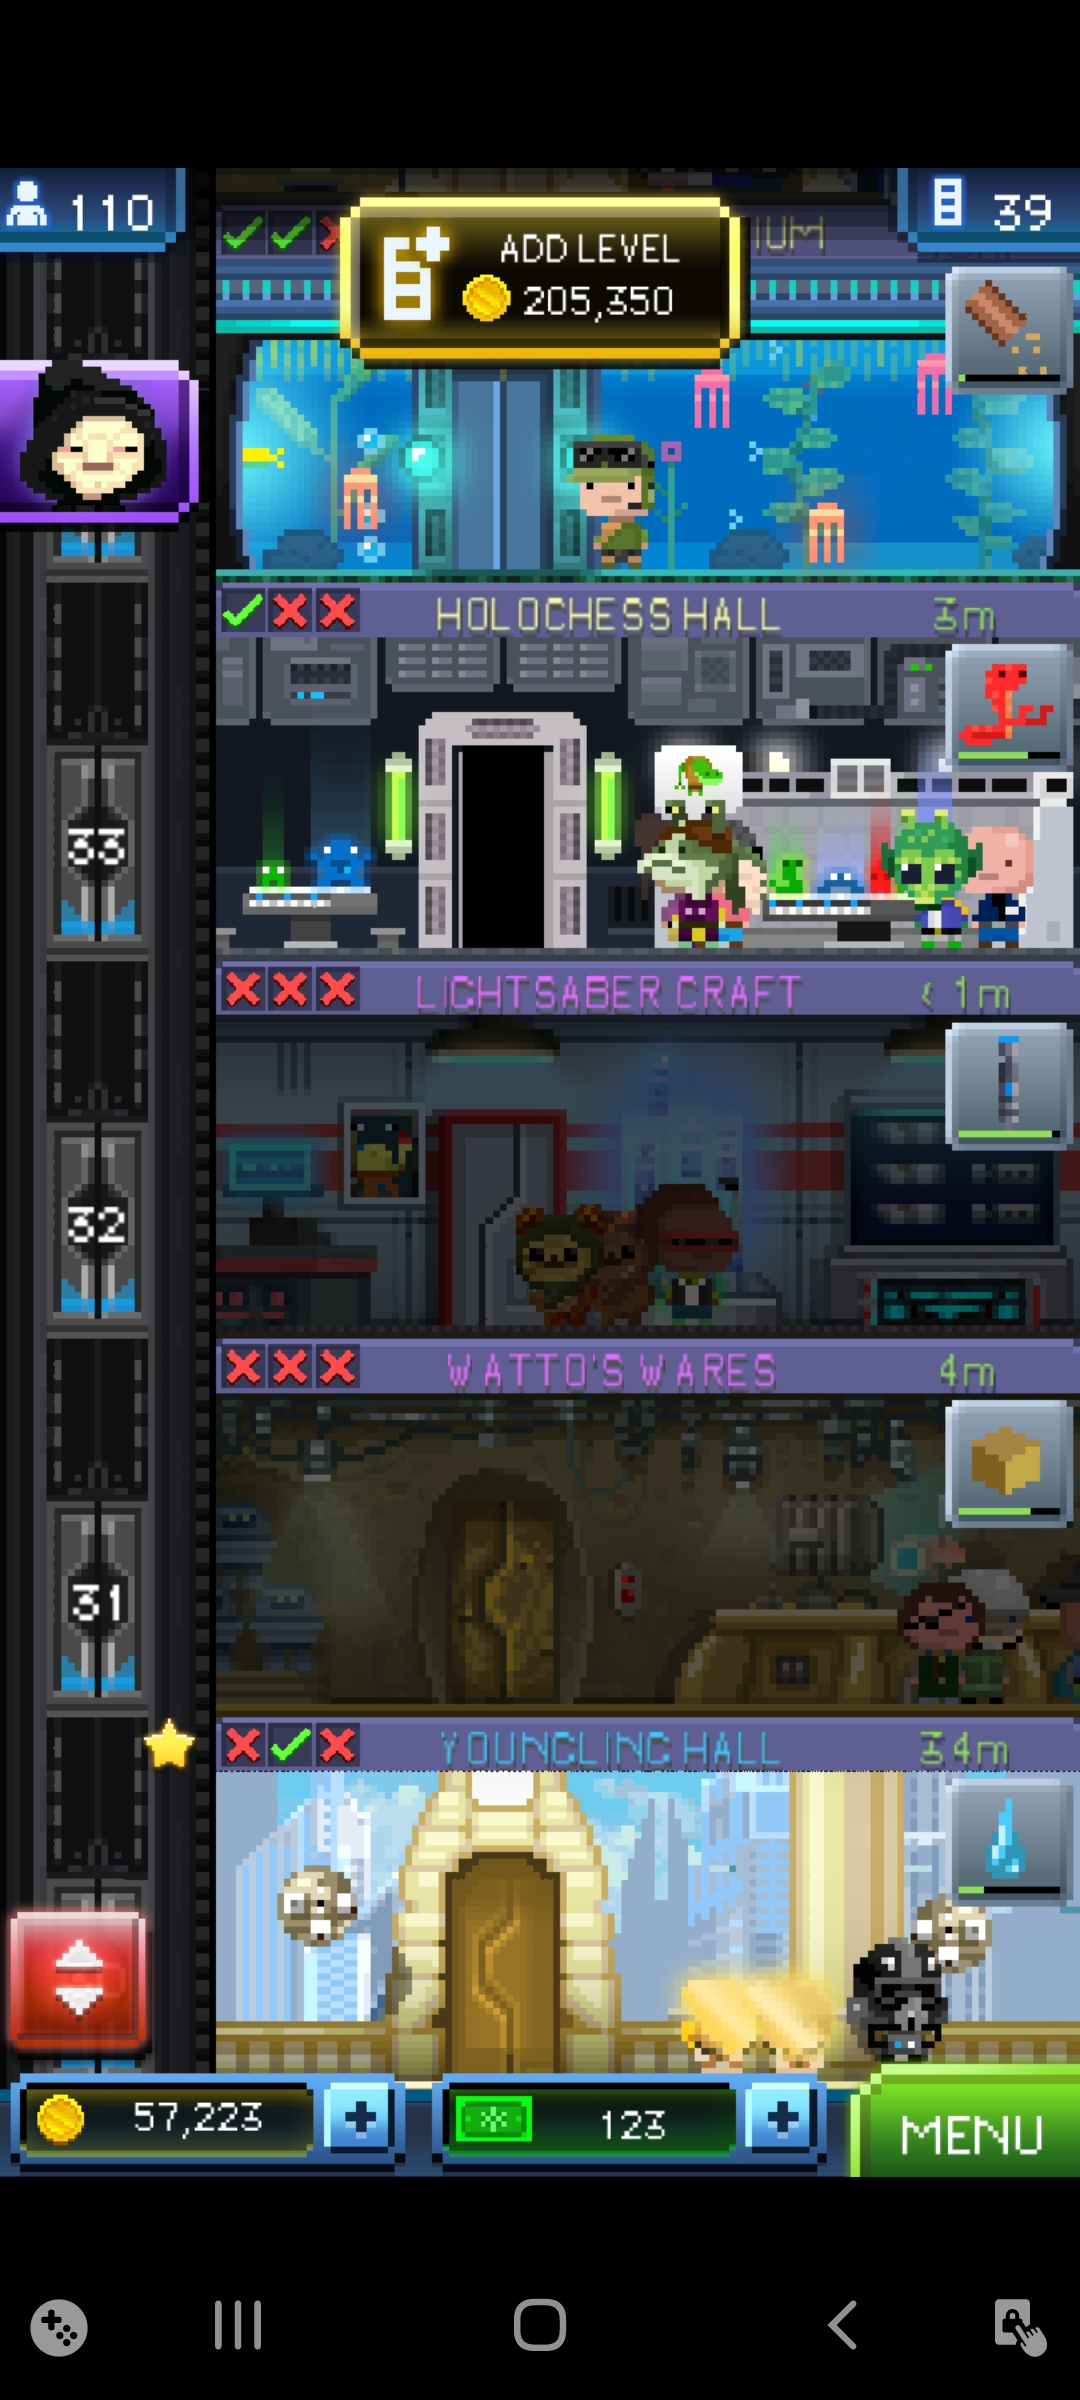 110
39
ADD LEVEL
205,350
IUM
HOLOCHESS HALL
3m
33
LIGHTSABER CRAFT
< 1m
32
WATTO'S WARES
4m
31
YOUNGLING HALL
34m
57,223
123
MENU